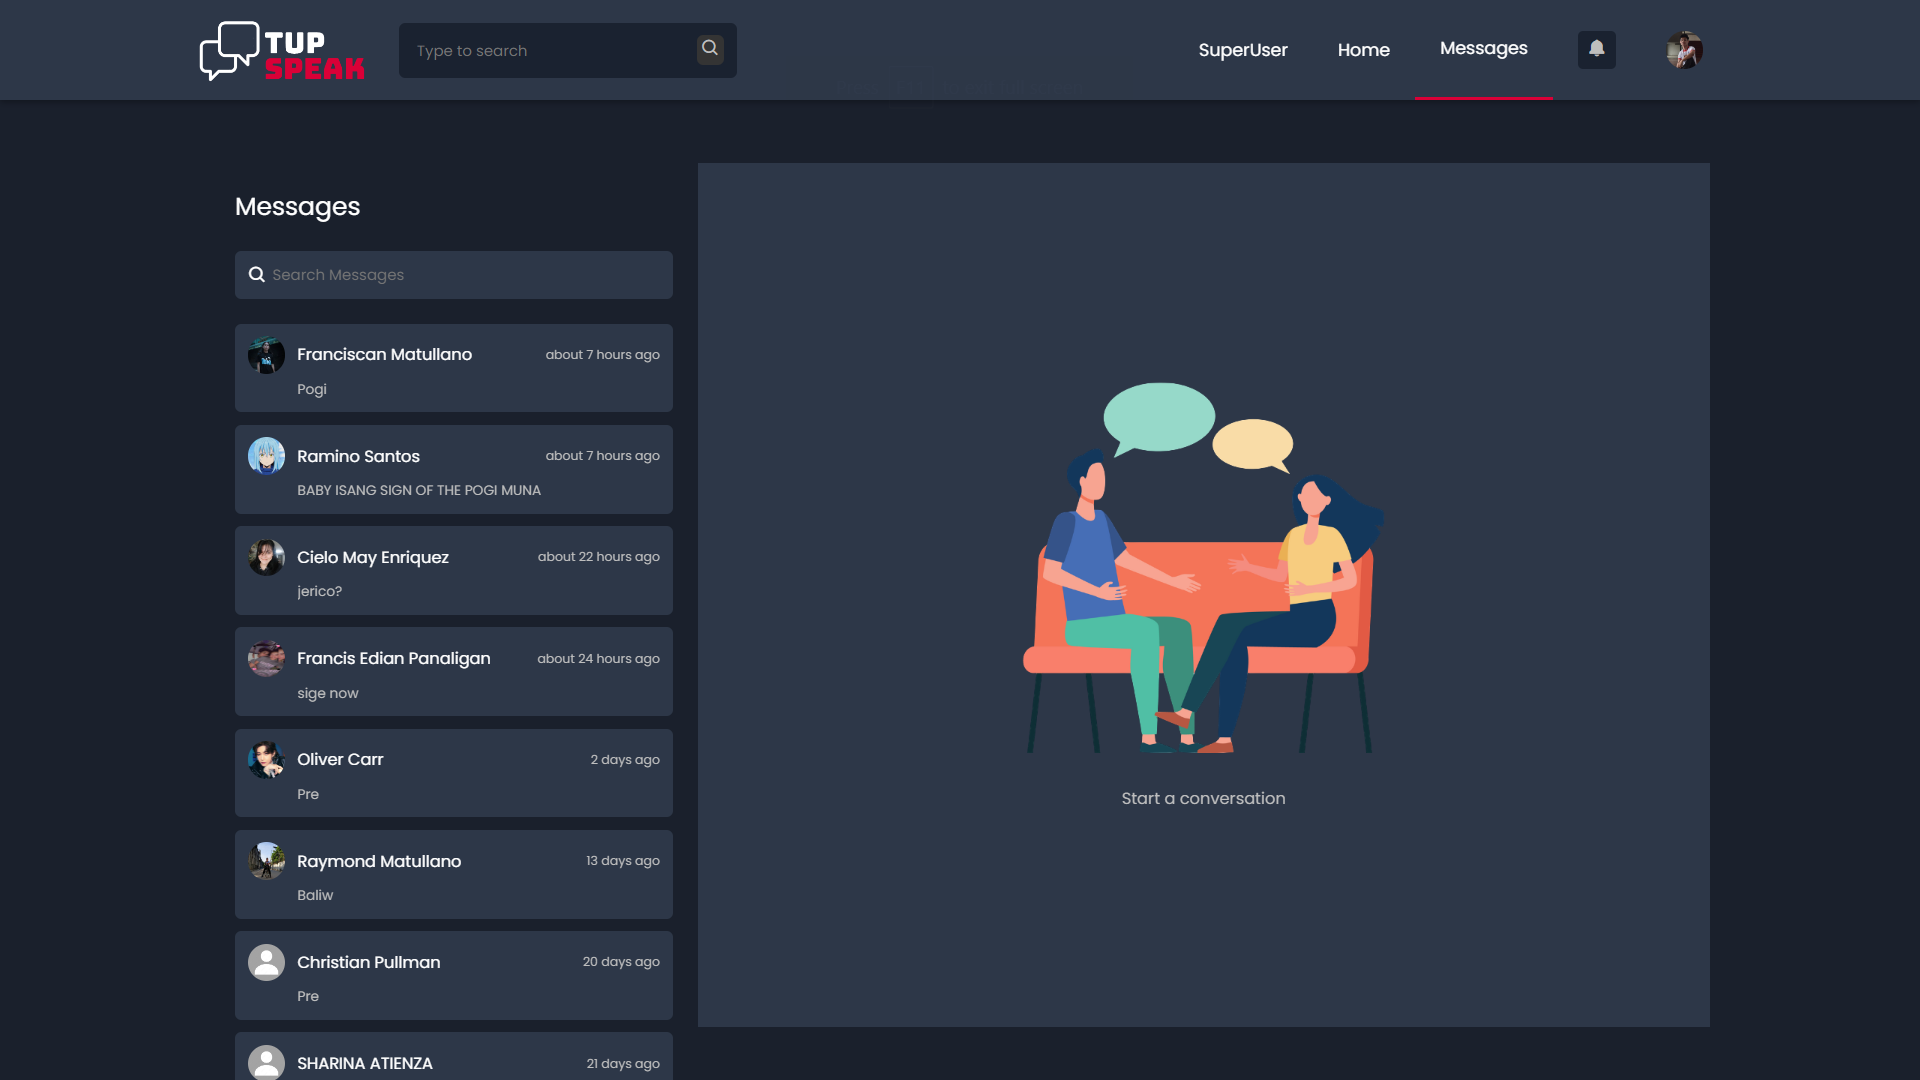 TUP
SPEAK
Type to search
SuperUser
Home
Messages
Messages
Search Messages
Franciscan Matullano
about 7 hours ago
Pogi
Ramino Santos
about 7 hours ago
BABY ISANG SIGN OF THE POGI MUNA
Cielo May Enriquez
about 22 hours ago
jerico?
Francis Edian Panaligan
about 24 hours ago
sige now
Oliver Carr
2 days ago
Pre
Raymond Matullano
13 days ago
Baliw
Christian Pullman
20 days ago
Pre
SHARINA ATIENZA
21 days ago
Start a conversation